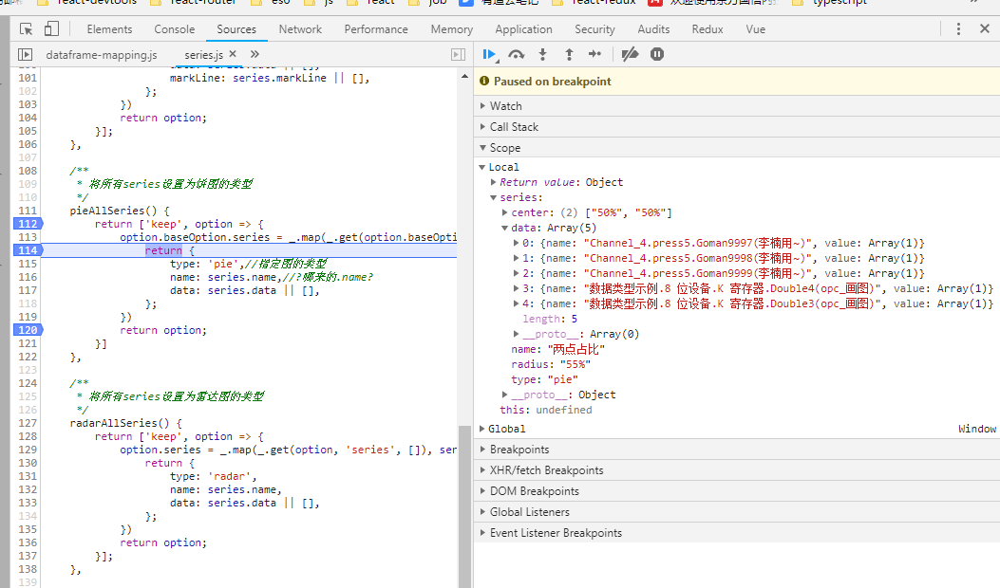 react-devtools react-router eso js react job 有道云笔记 react-redux typescript
Elements Console Sources Network Performance Memory Application Security Audits Redux Vue
dataframe-mapping.js series.js × »
Paused on breakpoint
101 markLine: series.markLine || [],
102 };
103 })
104 return option;
105 }];
106 },
107
108 /**
109 * 将所有series设置为饼图的类型
110 */
111 pieAllSeries() {
112 return ['keep', option => {
113 option.baseOption.series = _.map(_.get(option.baseOpti
114 return {
115 type: 'pie',//指定图的类型
116 name: series.name,//?哪来的.name?
117 data: series.data || [],
118 };
119 })
120 return option;
121 }]
122 },
123
124 /**
125 * 将所有series设置为雷达图的类型
126 */
127 radarAllSeries() {
128 return ['keep', option => {
129 option.series = _.map(_.get(option, 'series', []), ser
130 return {
131 type: 'radar',
132 name: series.name,
133 data: series.data || [],
134 };
135 })
136 return option;
137 }];
138 },
139
Watch
Call Stack
Scope
Local
Return value: Object
series:
center: (2) ["50%", "50%"]
data: Array(5)
0: {name: "Channel_4.press5.Goman9997(李楠用~)", value: Array(1)}
1: {name: "Channel_4.press5.Goman9998(李楠用~)", value: Array(1)}
2: {name: "Channel_4.press5.Goman9999(李楠用~)", value: Array(1)}
3: {name: "数据类型示例.8 位设备.K 寄存器.Double4(opc_画图)", value: Array(1)}
4: {name: "数据类型示例.8 位设备.K 寄存器.Double3(opc_画图)", value: Array(1)}
length: 5
__proto__: Array(0)
name: "两点占比"
radius: "55%"
type: "pie"
__proto__: Object
this: undefined
Global Window
Breakpoints
XHR/fetch Breakpoints
DOM Breakpoints
Global Listeners
Event Listener Breakpoints